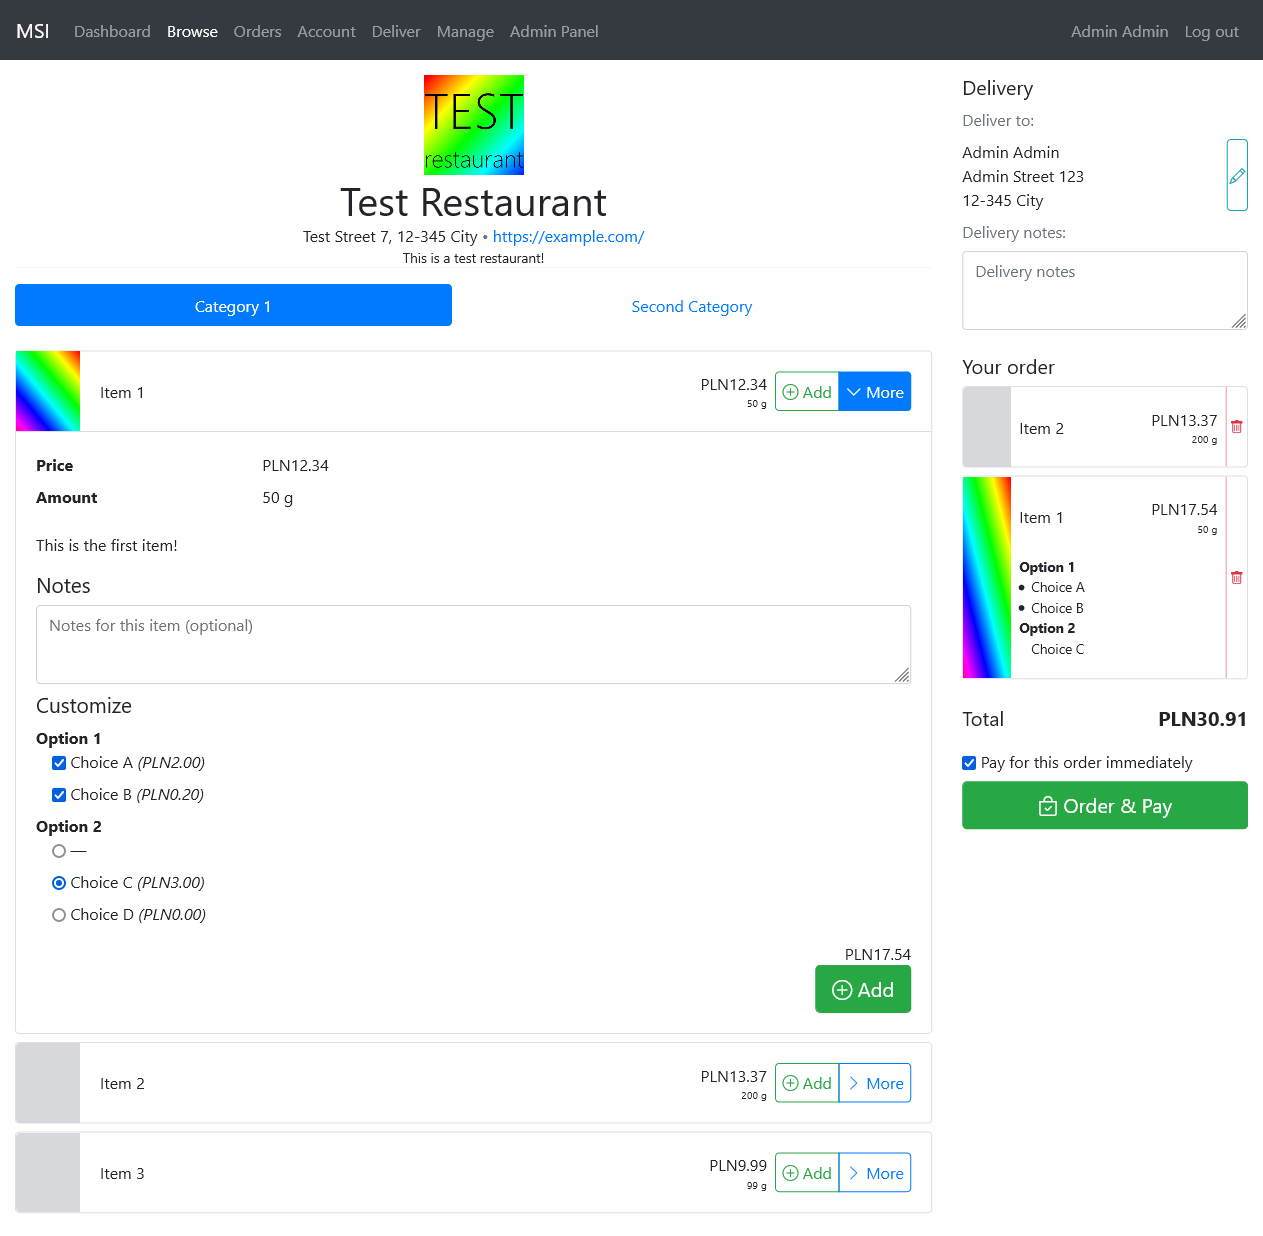 MSI Dashboard Browse Orders Account Deliver Manage Admin Panel Admin Admin Log out
TEST
restaurant
Test Restaurant
Test Street 7, 12-345 City • https://example.com/
This is a test restaurant!
Category 1 Second Category
Item 1 PLN12.34 Add More
50 g
Price PLN12.34
Amount 50 g
This is the first item!
Notes
Notes for this item (optional)
Customize
Option 1
Choice A (PLN2.00)
Choice B (PLN0.20)
Option 2
—
Choice C (PLN3.00)
Choice D (PLN0.00)
PLN17.54
Add
Item 2 PLN13.37 Add More
200 g
Item 3 PLN9.99 Add More
99 g
Delivery
Deliver to:
Admin Admin
Admin Street 123
12-345 City
Delivery notes:
Delivery notes
Your order
Item 2 PLN13.37
200 g
Item 1 PLN17.54
50 g
Option 1
• Choice A
• Choice B
Option 2
Choice C
Total PLN30.91
Pay for this order immediately
Order & Pay